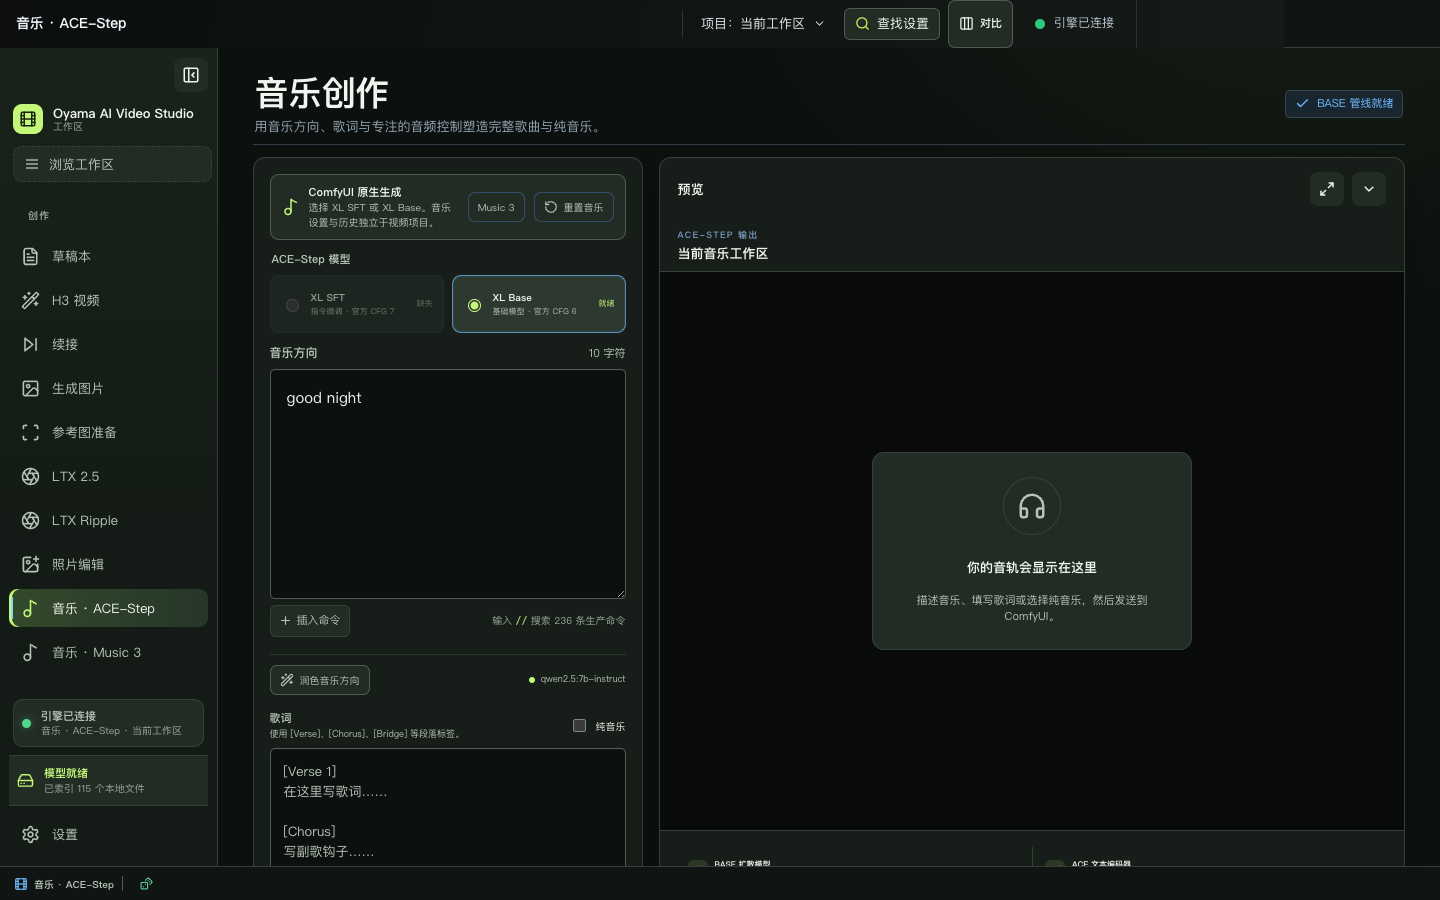 音乐 · ACE-Step
项目：当前工作区
查找设置
对比
引擎已连接
Oyama AI Video Studio
工作区
浏览工作区
创作
草稿本
H3 视频
续接
生成图片
参考图准备
LTX 2.5
LTX Ripple
照片编辑
音乐 · ACE-Step
音乐 · Music 3
引擎已连接
音乐 · ACE-Step · 当前工作区
模型就绪
已索引 115 个本地文件
设置
音乐创作
用音乐方向、歌词与专注的音频控制塑造完整歌曲与纯音乐。
BASE 管线就绪
ComfyUI 原生生成
选择 XL SFT 或 XL Base。音乐
设置与历史独立于视频项目。
Music 3
重置音乐
ACE-Step 模型
XL SFT
指令微调 · 官方 CFG 7
缺失
XL Base
基础模型 · 官方 CFG 6
就绪
音乐方向
10 字符
good night
插入命令
输入 // 搜索 236 条生产命令
润色音乐方向
qwen2.5:7b-instruct
歌词
使用 [Verse]、[Chorus]、[Bridge] 等段落标签。
纯音乐
[Verse 1]
在这里写歌词……
[Chorus]
写副歌钩子……
预览
ACE-STEP 输出
当前音乐工作区
你的音轨会显示在这里
描述音乐、填写歌词或选择纯音乐，然后发送到
ComfyUI。
BASE 扩散模型
ACE 文本编码器
音乐 · ACE-Step